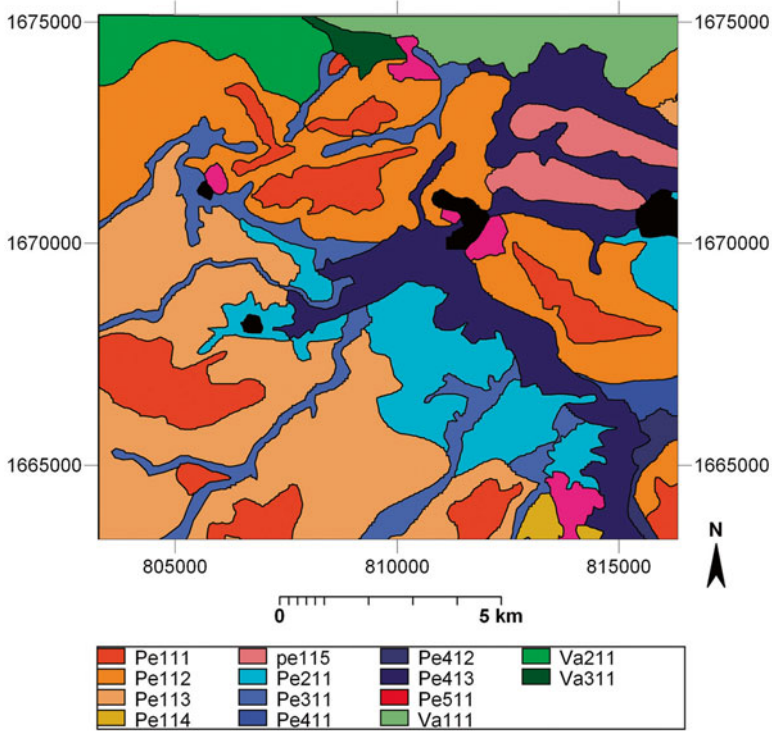 1675000 1675000
1670000 1670000
1665000 1665000
805000 810000 815000
N
0 5 km
Pe111 pe115 Pe412 Va211
Pe112 Pe211 Pe413 Va311
Pe113 Pe311 Pe511
Pe114 Pe411 Va111